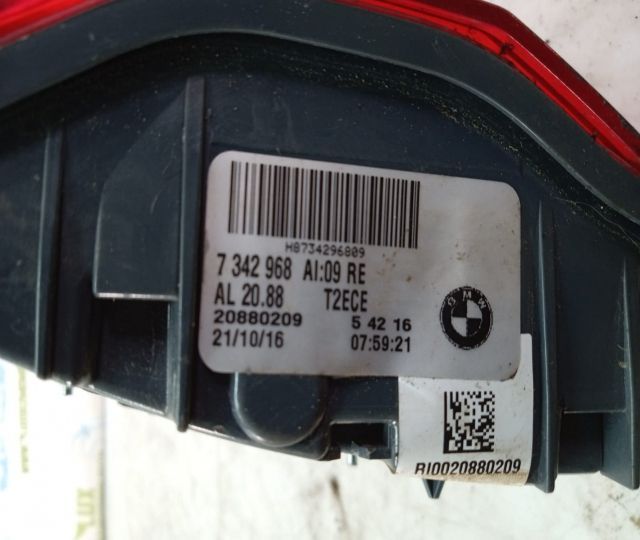 H8734296809
7 342 968 AI:09 RE
AL 20.88 T2ECE
20880209 5 42 16
21/10/16 07:59:21
BMW
RI0020880209